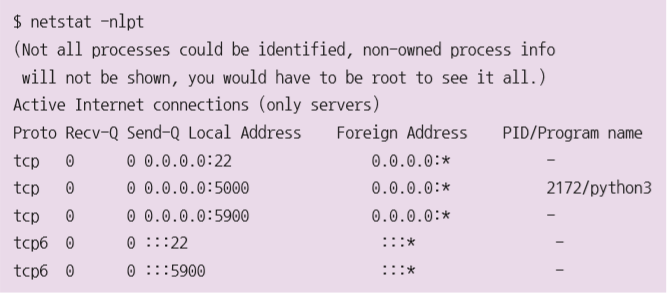 $ netstat -nlpt
(Not all processes could be identified, non-owned process info
will not be shown, you would have to be root to see it all.)
Active Internet connections (only servers)
Proto Recv-Q Send-Q Local Address Foreign Address PID/Program name
tcp 0 0 0.0.0.0:22 0.0.0.0:* -
tcp 0 0 0.0.0.0:5000 0.0.0.0:* 2172/python3
tcp 0 0 0.0.0.0:5900 0.0.0.0:* -
tcp6 0 0 :::22 :::* -
tcp6 0 0 :::5900 :::* -